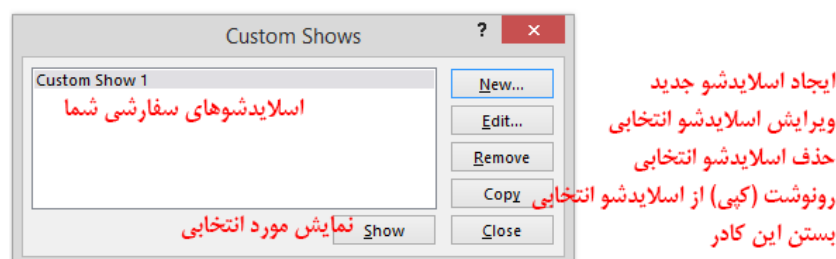 Custom Shows
?
×
Custom Show 1
اسلایدشوهای سفارشی شما
New...
ایجاد اسلایدشو جدید
Edit...
ویرایش اسلایدشو انتخابی
Remove
حذف اسلایدشو انتخابی
Copy
رونوشت (کپی) از اسلایدشو انتخابی
نمایش مورد انتخابی
Show
Close
بستن این کادر